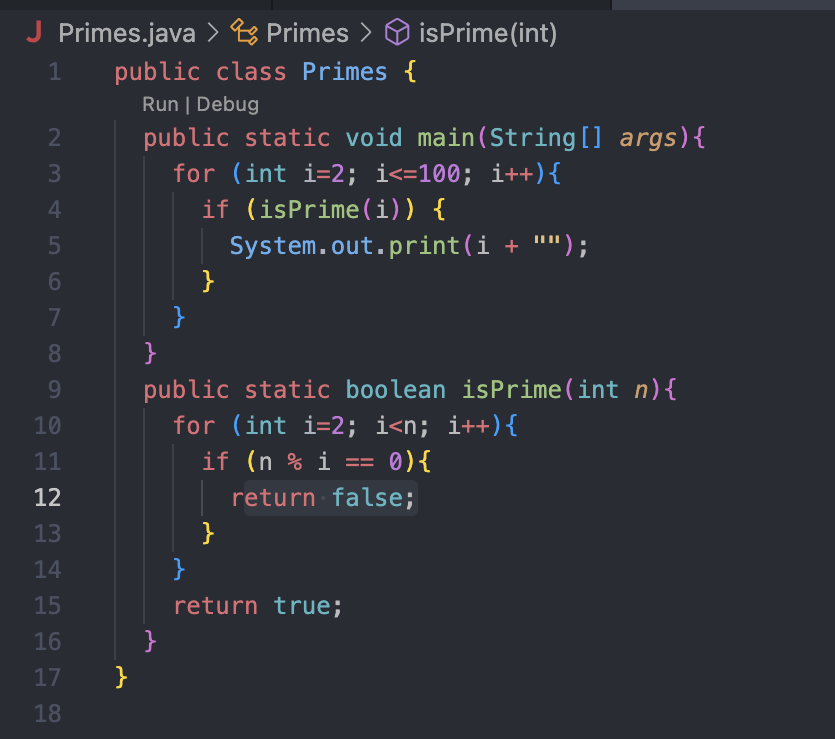 Primes.java > Primes > isPrime(int)
1 public class Primes {
Run | Debug
2 public static void main(String[] args){
3 for (int i=2; i<=100; i++){
4 if (isPrime(i)) {
5 System.out.print(i + "");
6 }
7 }
8 }
9 public static boolean isPrime(int n){
10 for (int i=2; i<n; i++){
11 if (n % i == 0){
12 return false;
13 }
14 }
15 return true;
16 }
17 }
18